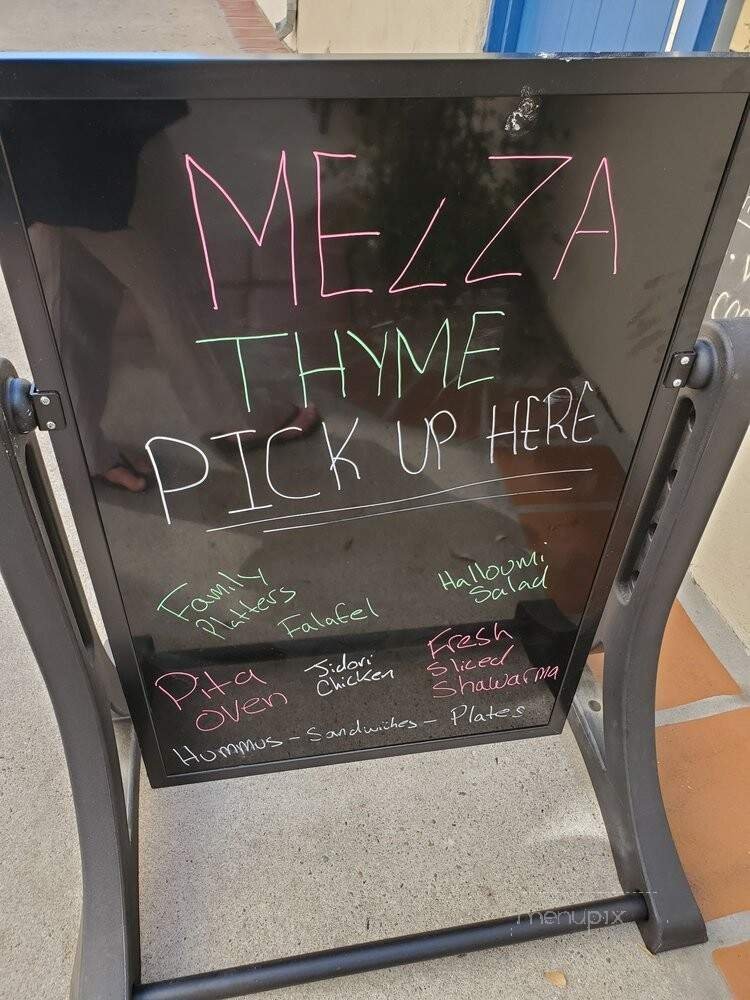 MEZZA
THYME
PICK UP HERE
Family
Platters
Falafel
Halloumi
Salad
Pita
oven
Jidori
Chicken
Fresh
Sliced
Shawarma
Hummus - Sandwiches - Plates
menupix